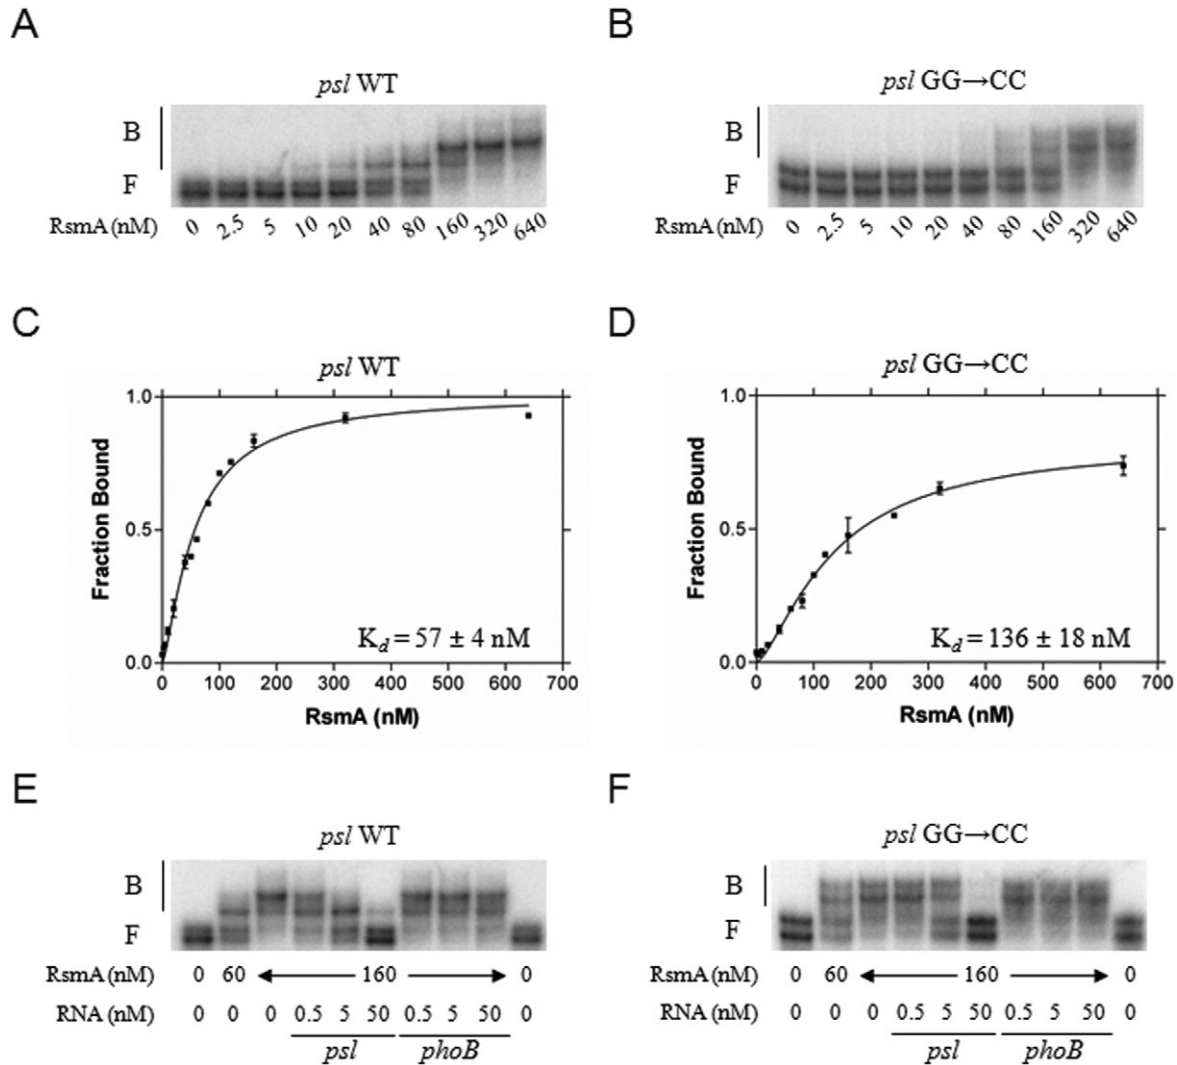 A
B
psl WT
psl GG→CC
B
F
RsmA (nM)
0 2.5 5 10 20 40 80 160 320 640
B
F
RsmA (nM)
0 2.5 5 10 20 40 80 160 320 640
C
D
psl WT
psl GG→CC
Fraction Bound
1.0
0.5
0.0
Kd = 57 ± 4 nM
0 100 200 300 400 500 600 700
RsmA (nM)
Fraction Bound
1.0
0.5
0.0
Kd = 136 ± 18 nM
0 100 200 300 400 500 600 700
RsmA (nM)
E
F
psl WT
psl GG→CC
B
F
RsmA (nM) 0 60 160 0
RNA (nM) 0 0 0 0.5 5 50 0.5 5 50 0
psl phoB
B
F
RsmA (nM) 0 60 160 0
RNA (nM) 0 0 0 0.5 5 50 0.5 5 50 0
psl phoB